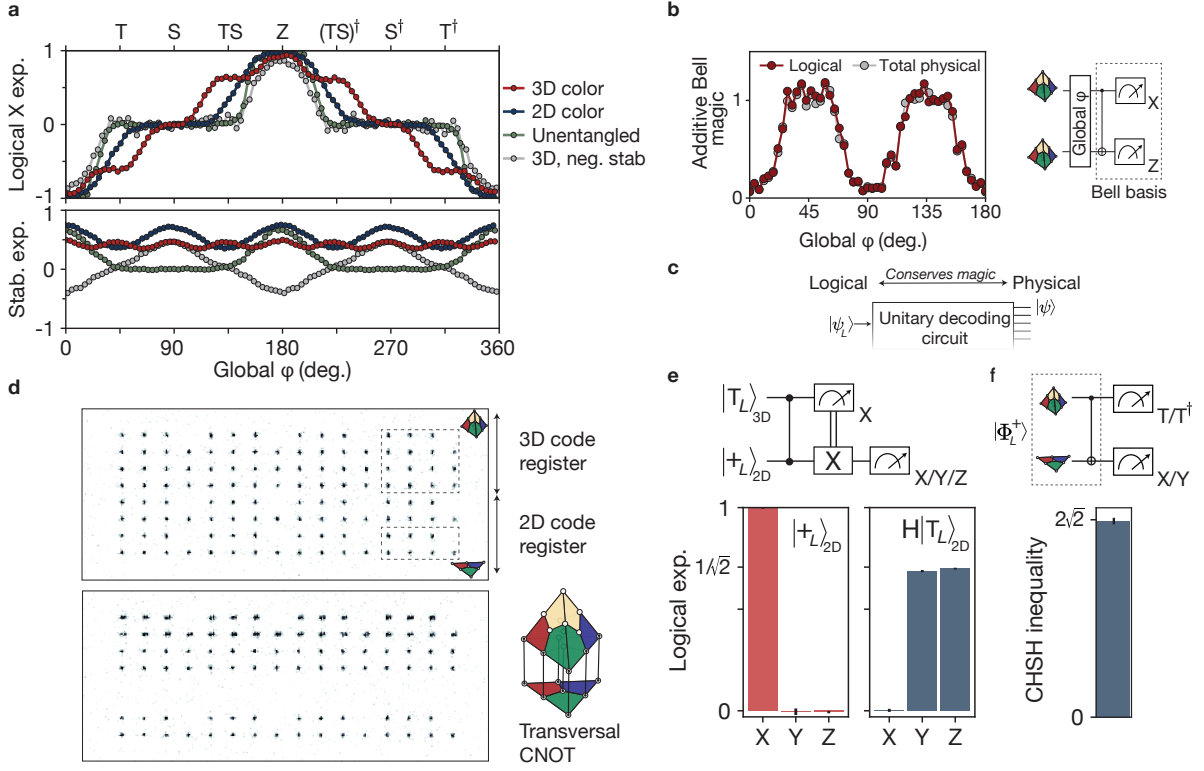 a
T S TS Z (TS)† S† T†
1
0
-1
Logical X exp.
3D color
2D color
Unentangled
3D, neg. stab
1
0
-1
Stab. exp.
0 90 180 270 360
Global φ (deg.)
b
Logical Total physical
1
0
Additive Bell
magic
0 45 90 135 180
Global φ (deg.)
Global φ
X
Z
Bell basis
c
Logical Conserves magic Physical
|ψL⟩
Unitary decoding
circuit
|ψ⟩
d
3D code
register
2D code
register
Transversal
CNOT
e
|TL⟩3D
X
|+L⟩2D
X
X/Y/Z
Logical exp.
1
1/√2
0
|+L⟩2D
X Y Z
H|TL⟩2D
X Y Z
f
|Φ+L⟩
T/T†
X/Y
CHSH inequality
2√2
0